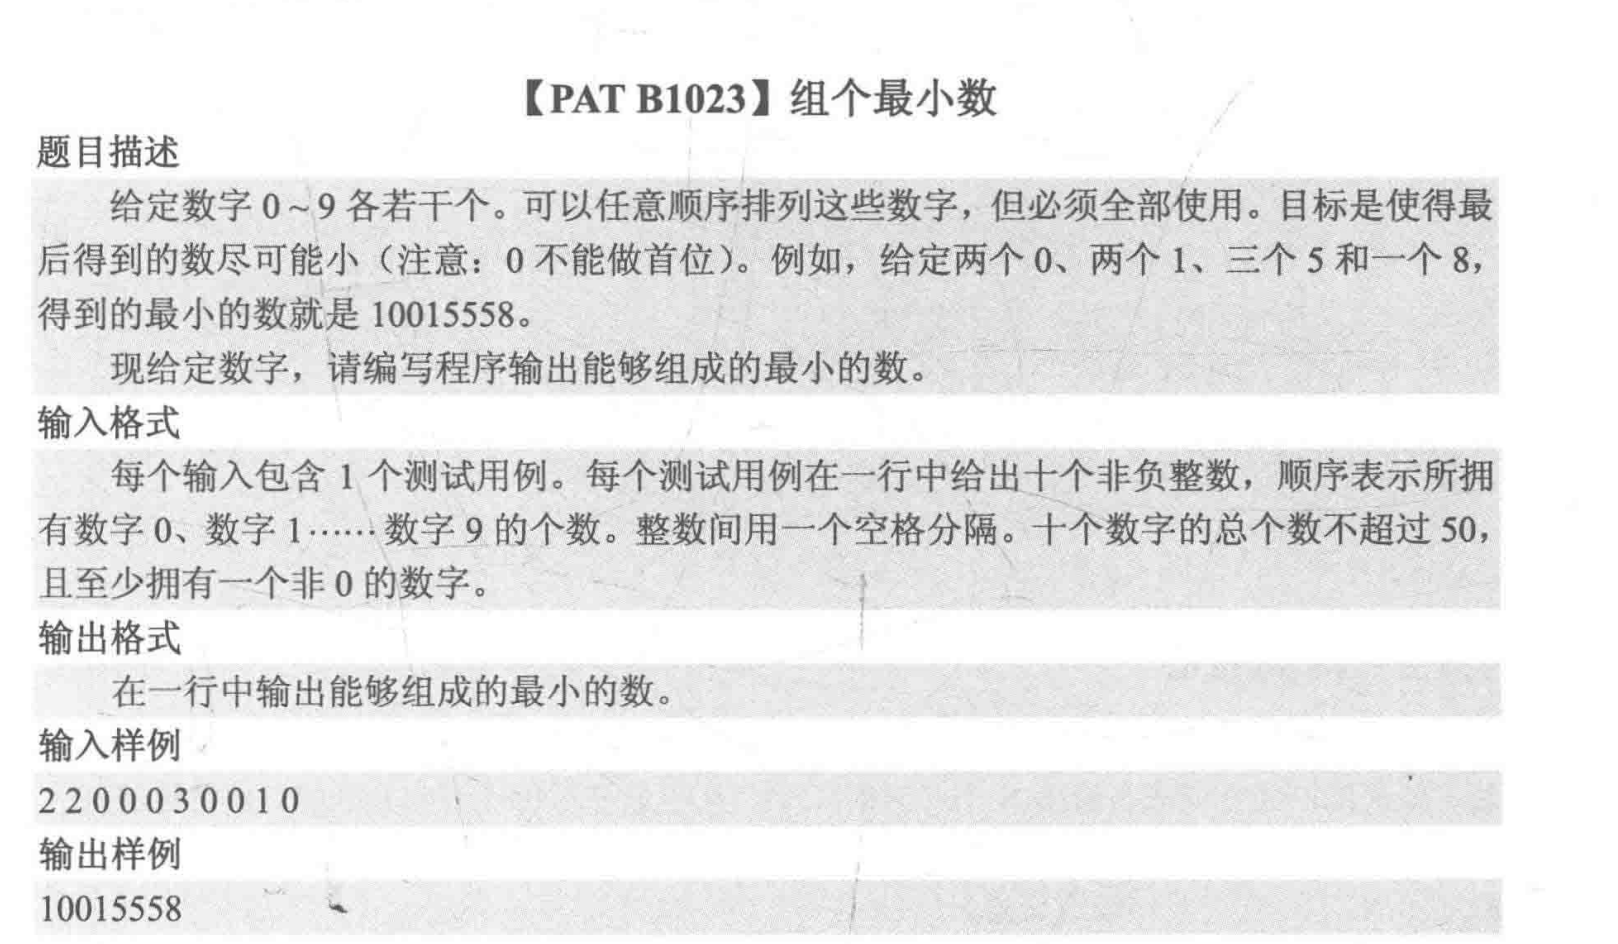 【PAT B1023】组个最小数
题目描述
给定数字 0～9 各若干个。可以任意顺序排列这些数字，但必须全部使用。目标是使得最
后得到的数尽可能小（注意：0 不能做首位）。例如，给定两个 0、两个 1、三个 5 和一个 8，
得到的最小的数就是 10015558。
现给定数字，请编写程序输出能够组成的最小的数。
输入格式
每个输入包含 1 个测试用例。每个测试用例在一行中给出十个非负整数，顺序表示所拥
有数字 0、数字 1……数字 9 的个数。整数间用一个空格分隔。十个数字的总个数不超过 50，
且至少拥有一个非 0 的数字。
输出格式
在一行中输出能够组成的最小的数。
输入样例
2 2 0 0 0 3 0 0 1 0
输出样例
10015558